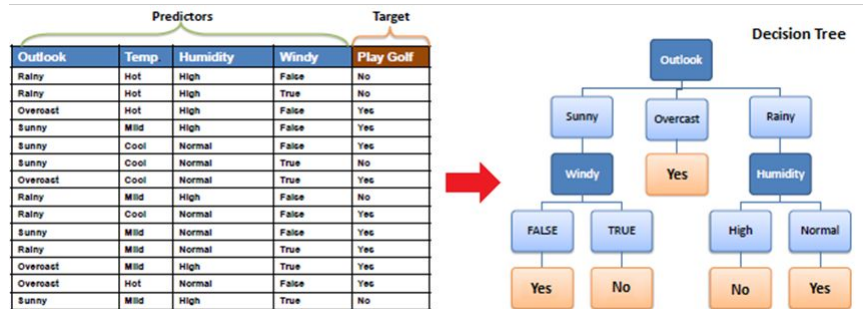 Predictors Target
Outlook Temp. Humidity Windy Play Golf
Rainy Hot High False No
Rainy Hot High True No
Overcast Hot High False Yes
Sunny Mild High False Yes
Sunny Cool Normal False Yes
Sunny Cool Normal True No
Overcast Cool Normal True Yes
Rainy Mild High False No
Rainy Cool Normal False Yes
Sunny Mild Normal False Yes
Rainy Mild Normal True Yes
Overcast Mild High True Yes
Overcast Hot Normal False Yes
Sunny Mild High True No
Decision Tree
Outlook
Sunny Overcast Rainy
Windy Yes Humidity
FALSE TRUE High Normal
Yes No No Yes